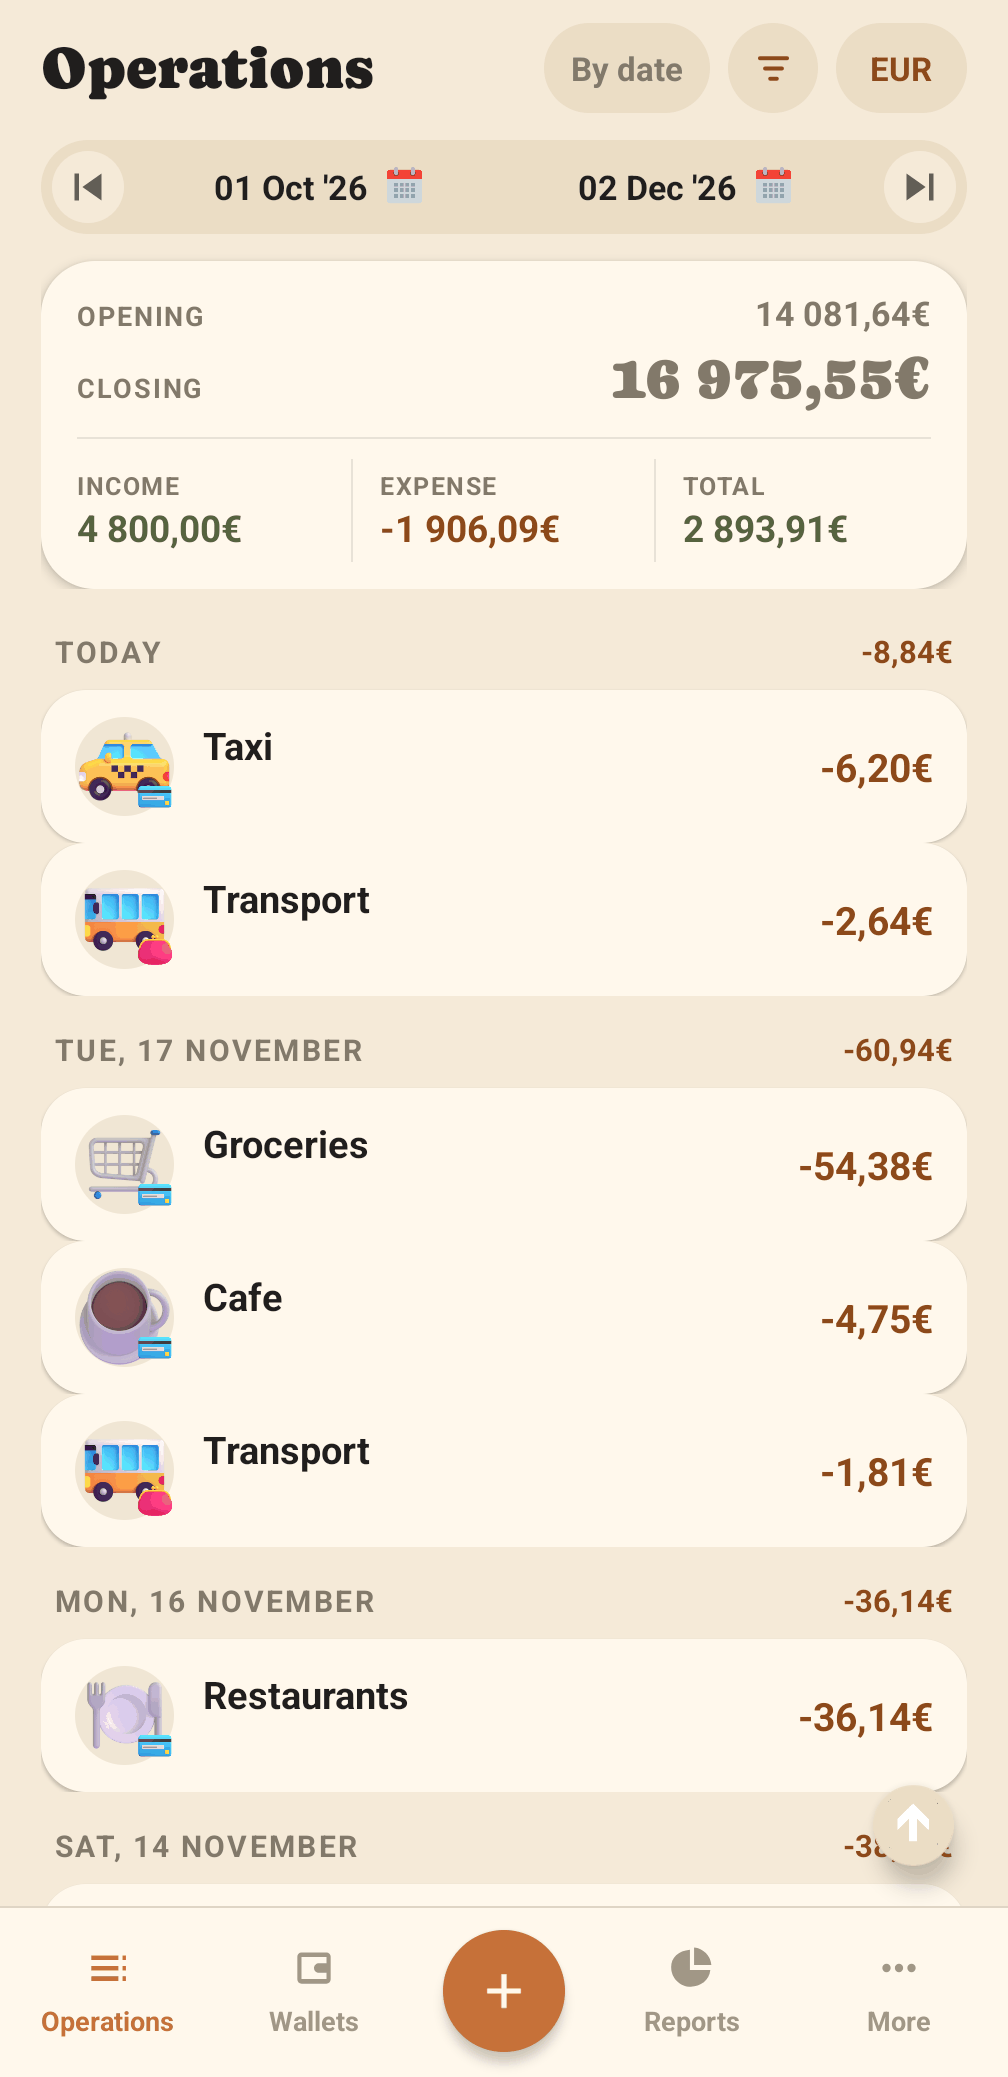 Operations
By date
EUR
01 Oct '26
02 Dec '26
OPENING
14 081,64€
CLOSING
16 975,55€
INCOME
EXPENSE
TOTAL
4 800,00€
-1 906,09€
2 893,91€
TODAY
-8,84€
Taxi
-6,20€
Transport
-2,64€
TUE, 17 NOVEMBER
-60,94€
Groceries
-54,38€
Cafe
-4,75€
Transport
-1,81€
MON, 16 NOVEMBER
-36,14€
Restaurants
-36,14€
SAT, 14 NOVEMBER
Operations
Wallets
Reports
More